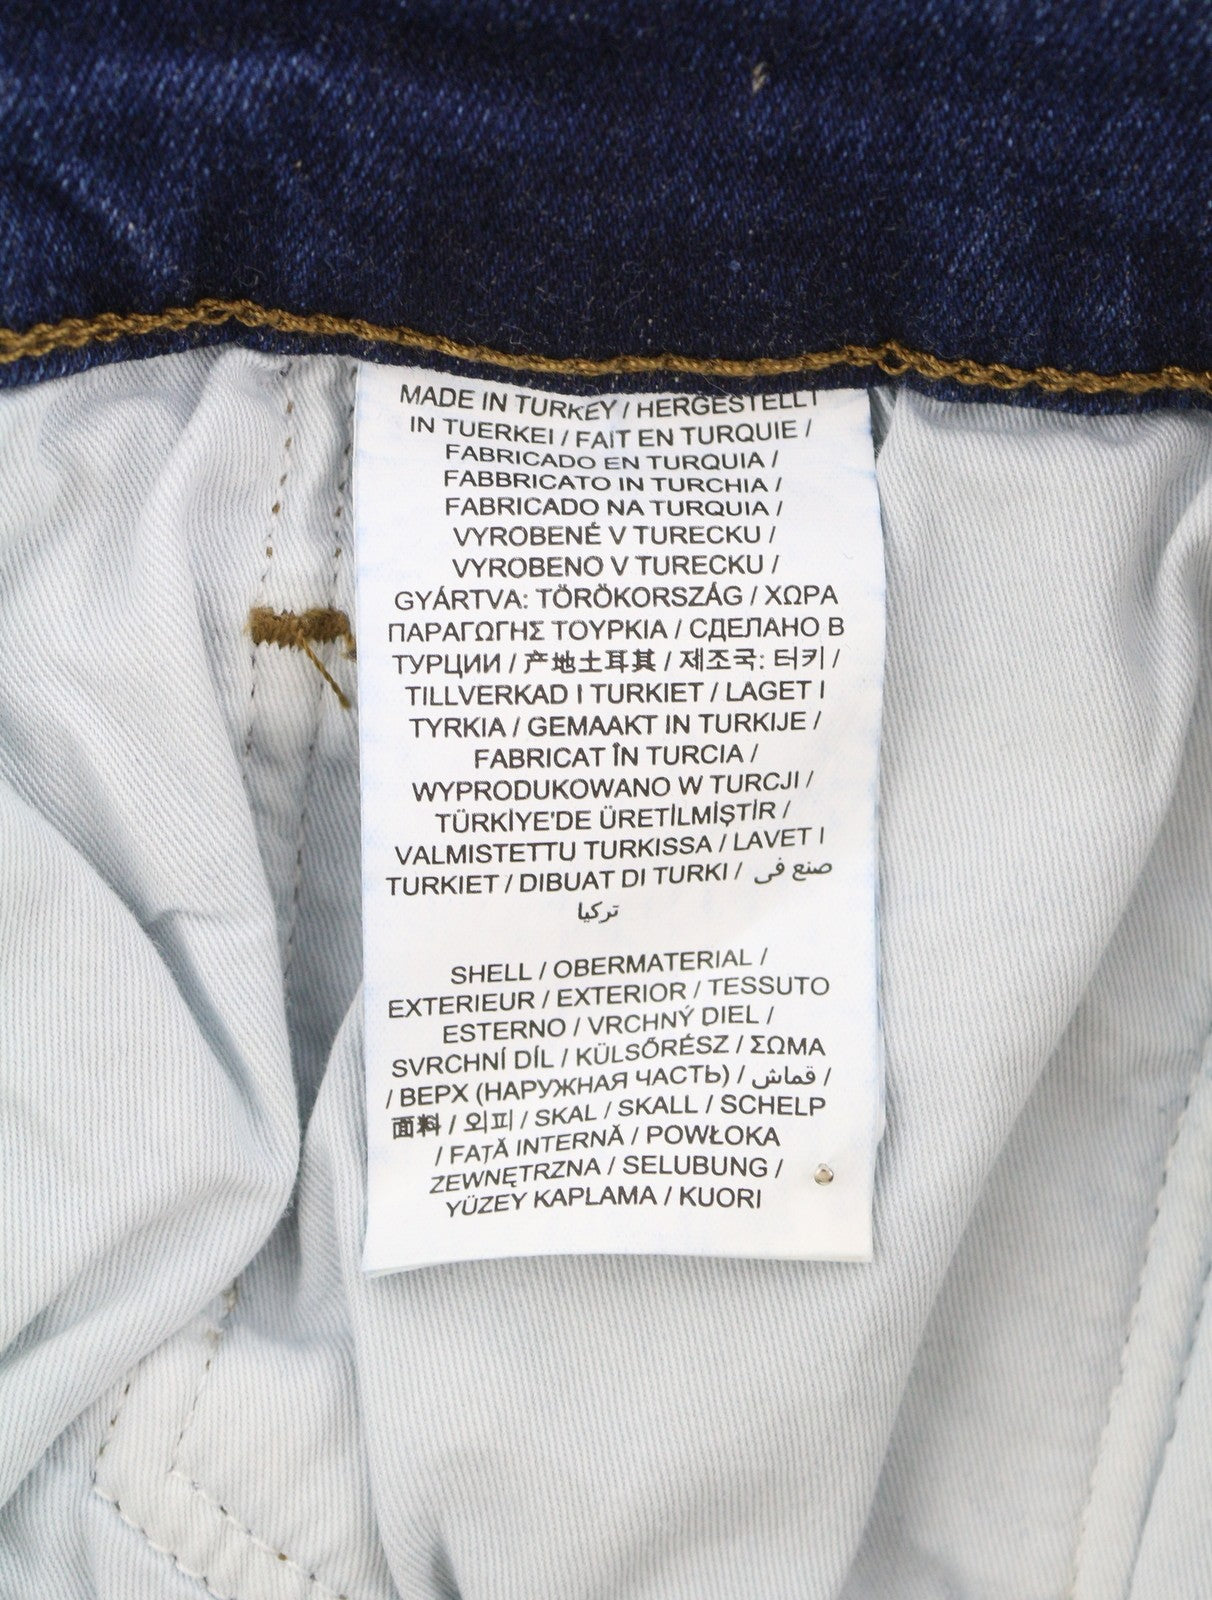 MADE IN TURKEY / HERGESTELLT
IN TUERKEI / FAIT EN TURQUIE /
FABRICADO EN TURQUIA /
FABBRICATO IN TURCHIA /
FABRICADO NA TURQUIA /
VYROBENÉ V TURECKU /
VYROBENO V TURECKU /
GYÁRTVA: TÖRÖKORSZÁG / ΧΩΡΑ
ΠΑΡΑΓΩΓΗΣ ΤΟΥΡΚΙΑ / СДЕЛАНО В
ТУРЦИИ / 产地土耳其 / 제조국: 터키 /
TILLVERKAD I TURKIET / LAGET I
TYRKIA / GEMAAKT IN TURKIJE /
FABRICAT ÎN TURCIA /
WYPRODUKOWANO W TURCJI /
TÜRKİYE'DE ÜRETİLMİŞTİR /
VALMISTETTU TURKISSA / LAVET I
TURKIET / DIBUAT DI TURKI / صنع فى
تركيا
SHELL / OBERMATERIAL /
EXTERIEUR / EXTERIOR / TESSUTO
ESTERNO / VRCHNÝ DIEL /
SVRCHNÍ DÍL / KÜLSŐRÉSZ / ΣΩΜΑ
/ ВЕРХ (НАРУЖНАЯ ЧАСТЬ) / قماش /
面料 / 외피 / SKAL / SKALL / SCHELP
/ FAȚĂ INTERNĂ / POWŁOKA
ZEWNĘTRZNA / SELUBUNG /
YÜZEY KAPLAMA / KUORI